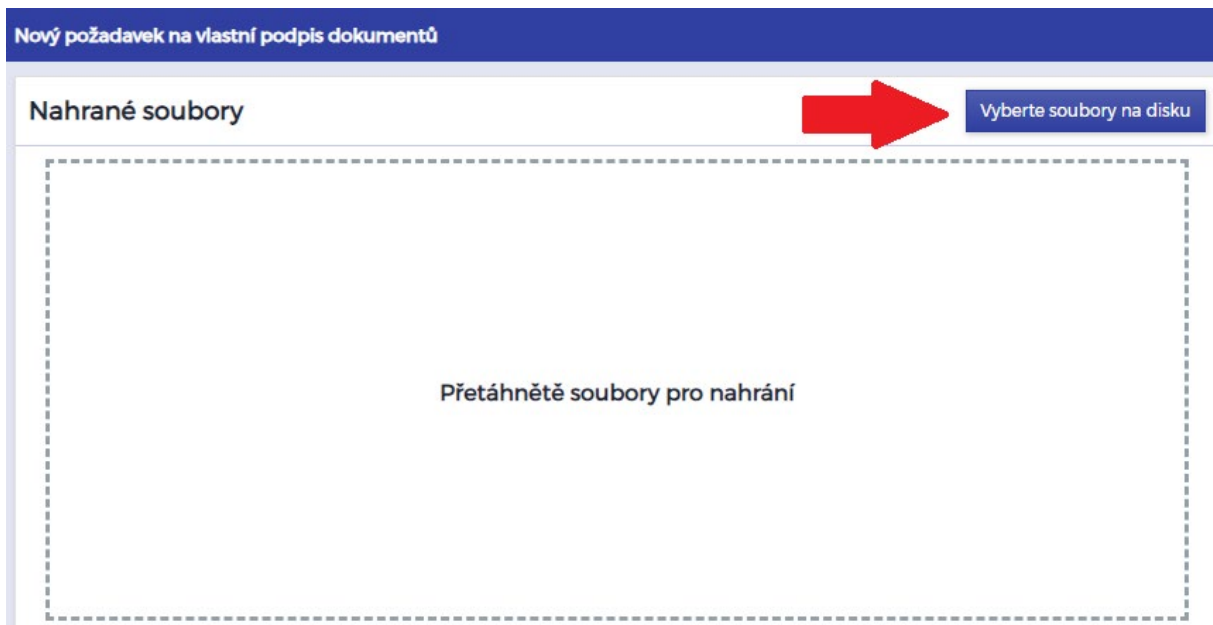 Nový požadavek na vlastní podpis dokumentů
Nahrané soubory
Vyberte soubory na disku
Přetáhnětě soubory pro nahrání